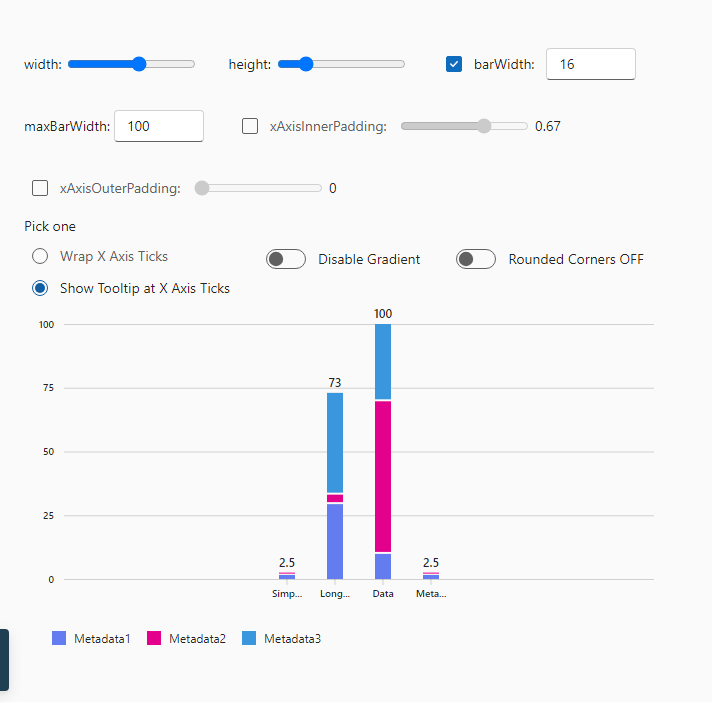 width: height: barWidth: 16
maxBarWidth: 100 xAxisInnerPadding: 0.67
xAxisOuterPadding: 0
Pick one
Wrap X Axis Ticks Disable Gradient Rounded Corners OFF
Show Tooltip at X Axis Ticks
100
100
75
73
50
25
2.5 2.5
0
Simp... Long... Data Meta...
Metadata1 Metadata2 Metadata3